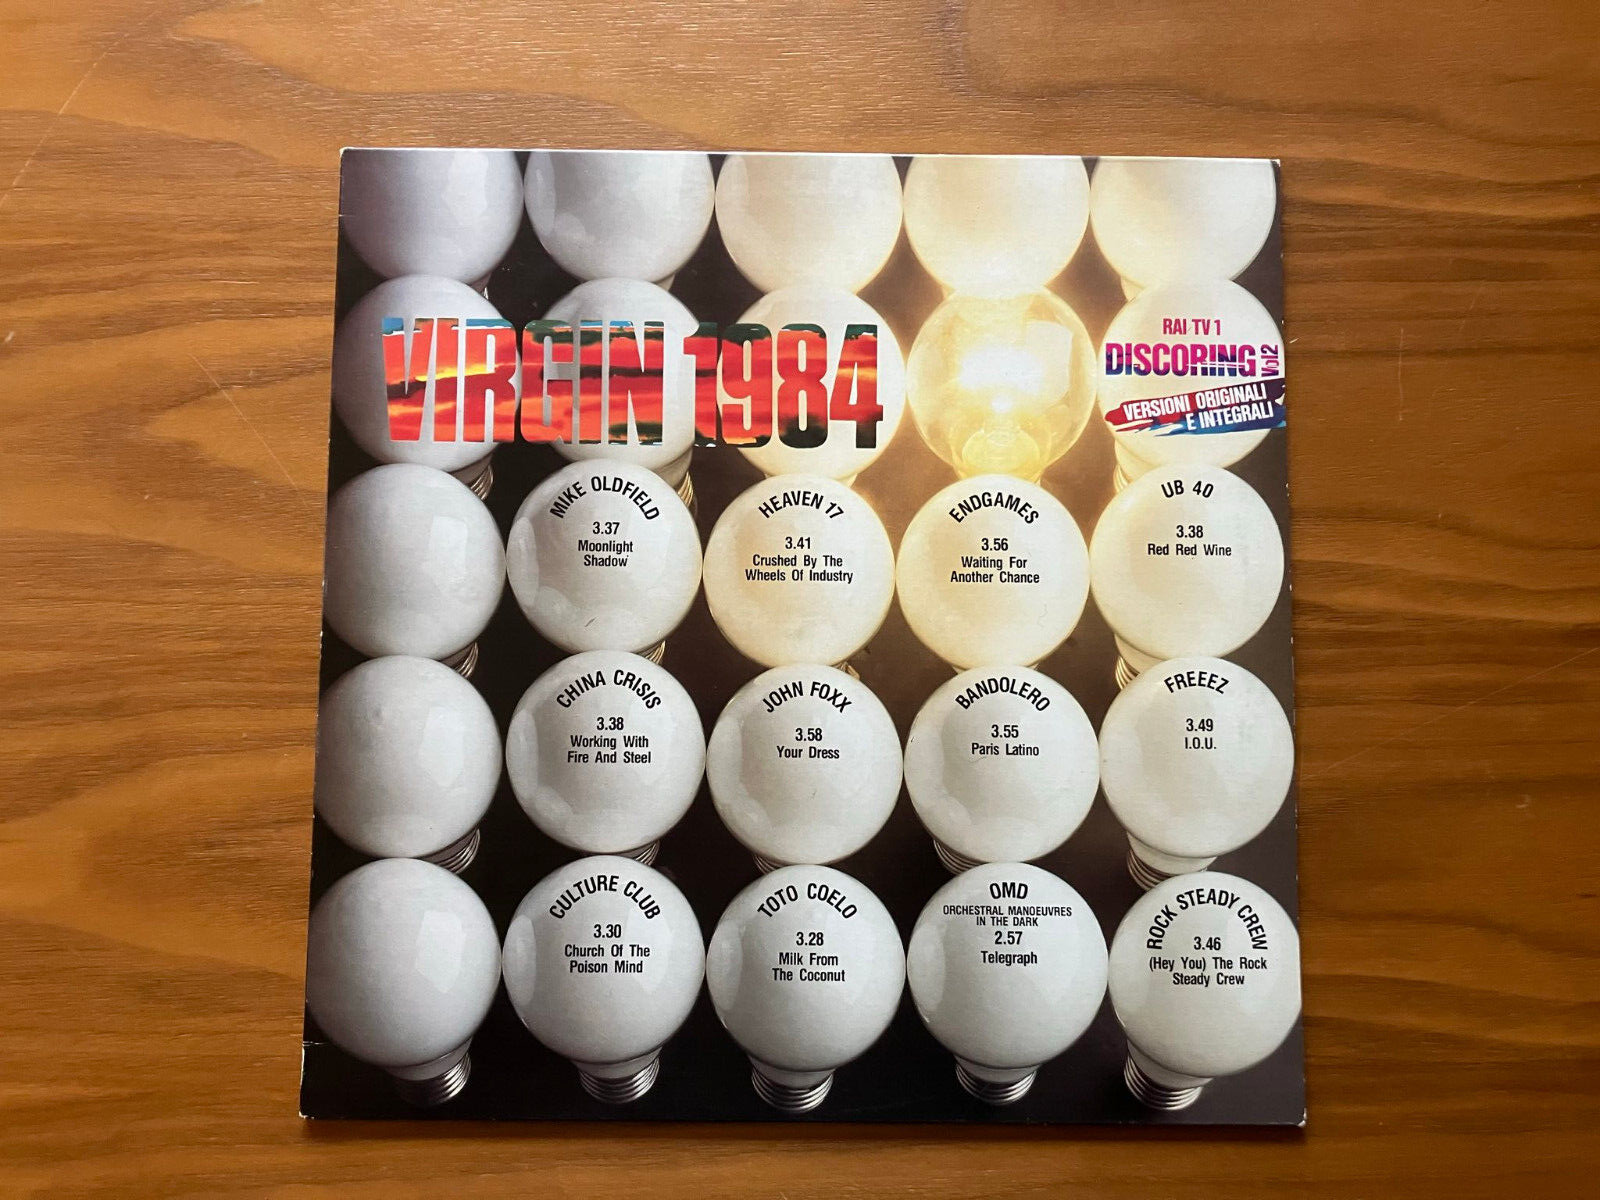 VIRGIN 1984
RAI TV 1
DISCORING Vol2
VERSIONI ORIGINALI
E INTEGRALI
MIKE OLDFIELD
3.37
Moonlight
Shadow
HEAVEN 17
3.41
Crushed By The
Wheels Of Industry
ENDGAMES
3.56
Waiting For
Another Chance
UB 40
3.38
Red Red Wine
CHINA CRISIS
3.38
Working With
Fire And Steel
JOHN FOXX
3.58
Your Dress
BANDOLERO
3.55
Paris Latino
FREEEZ
3.49
I.O.U.
CULTURE CLUB
3.30
Church Of The
Poison Mind
TOTO COELO
3.28
Milk From
The Coconut
OMD
ORCHESTRAL MANOEUVRES
IN THE DARK
2.57
Telegraph
ROCK STEADY CREW
3.46
(Hey You) The Rock
Steady Crew